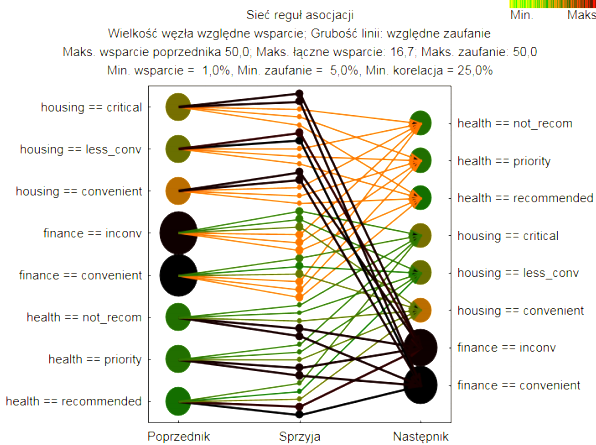 Sieć reguł asocjacji
Min. Maks
Wielkość węzła względne wsparcie; Grubość linii: względne zaufanie
Maks. wsparcie poprzednika 50,0; Maks. łączne wsparcie: 16,7; Maks. zaufanie: 50,0
Min. wsparcie = 1,0%, Min. zaufanie = 5,0%, Min. korelacja = 25,0%
housing == critical
housing == less_conv
housing == convenient
finance == inconv
finance == convenient
health == not_recom
health == priority
health == recommended
health == not_recom
health == priority
health == recommended
housing == critical
housing == less_conv
housing == convenient
finance == inconv
finance == convenient
Poprzednik Sprzyja Następnik